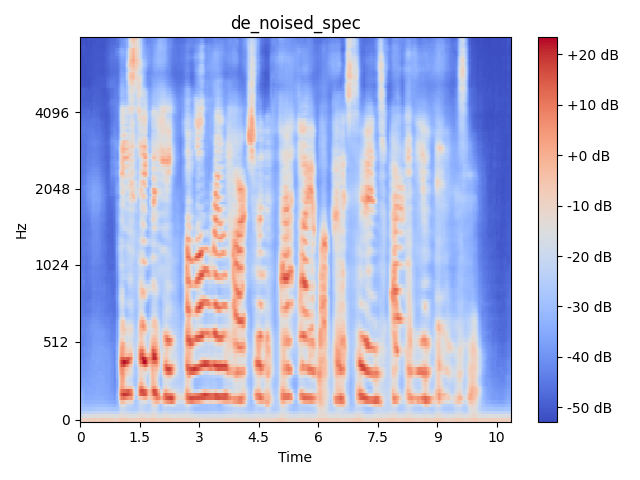 de_noised_spec
+20 dB
4096
+10 dB
+0 dB
2048
-10 dB
Hz
1024
-20 dB
-30 dB
512
-40 dB
0
-50 dB
0
1.5
3
4.5
6
7.5
9
10
Time